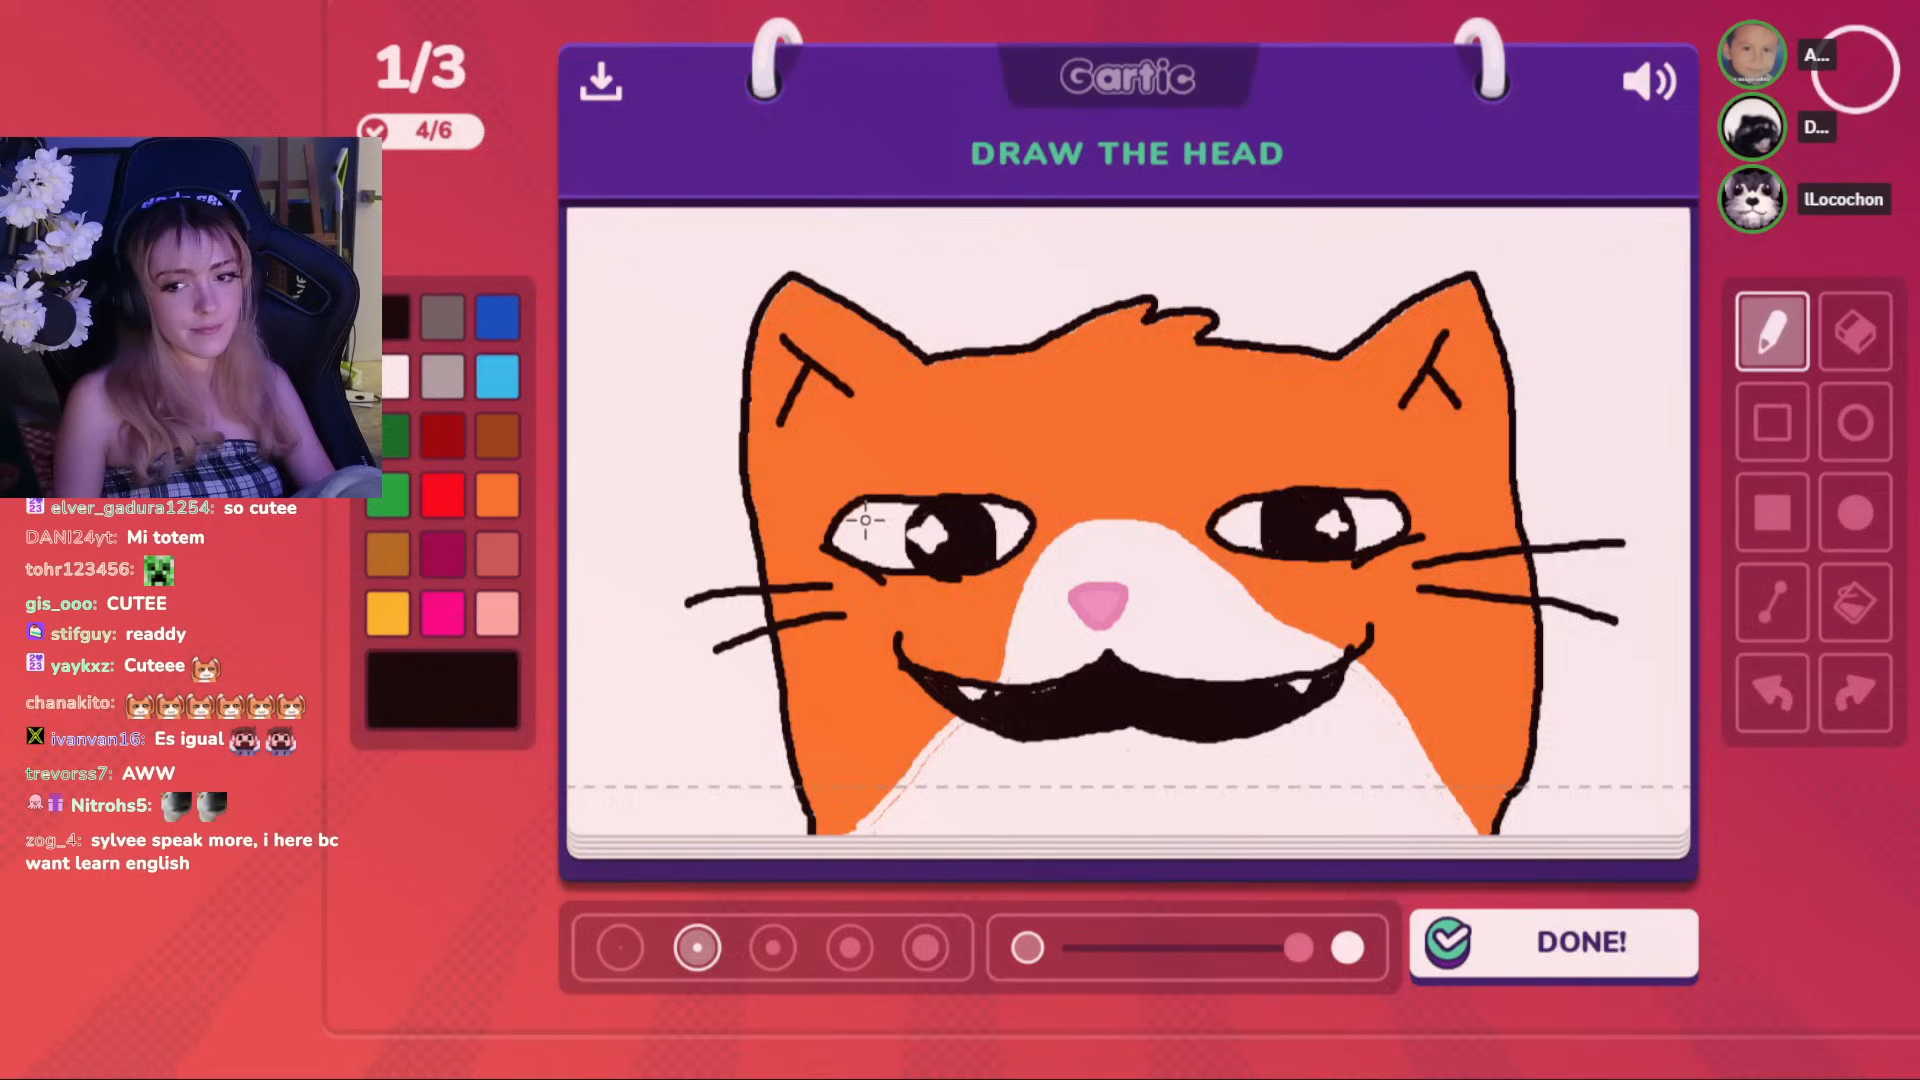 1/3
4/6
Gartic
DRAW THE HEAD
A...
D...
lLocochon
elver_gadura1254: so cutee
DANI24yt: Mi totem
tohr123456:
gis_ooo: CUTEE
stifguy: readdy
yaykxz: Cuteee
chanakito:
ivanvan16: Es igual
trevorss7: AWW
Nitrohs5:
zog_4: sylvee speak more, i here bc
want learn english
DONE!